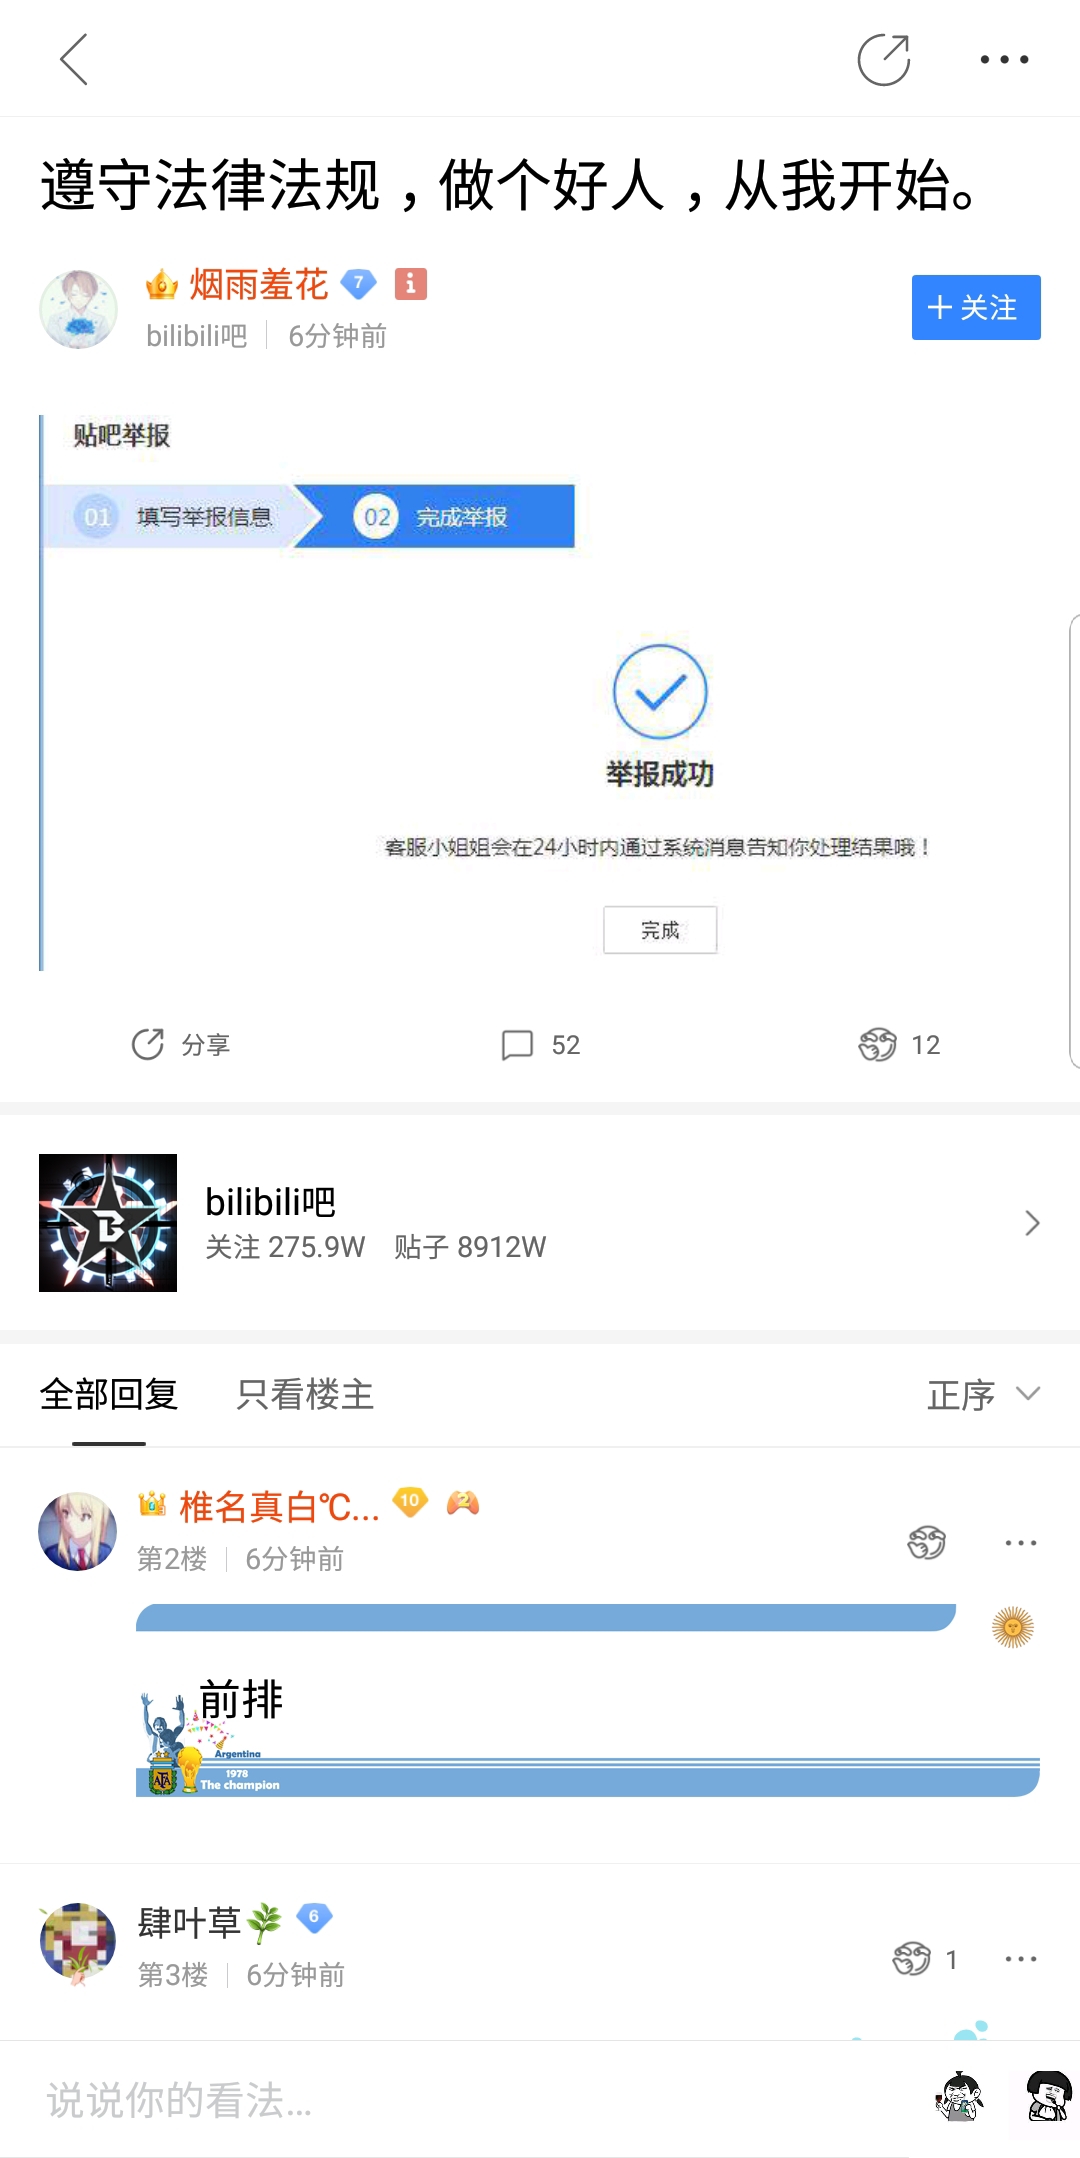 遵守法律法规，做个好人，从我开始。
烟雨羞花 7
bilibili吧 6分钟前
+ 关注
贴吧举报
01 填写举报信息 02 完成举报
举报成功
客服小姐姐会在24小时内通过系统消息告知你处理结果哦！
完成
分享 52 12
bilibili吧
关注 275.9W 贴子 8912W
全部回复 只看楼主 正序
椎名真白℃... 10 2
第2楼 6分钟前
前排
Argentina
1978
AFA The champion
肆叶草🌿 6
第3楼 6分钟前
1
说说你的看法...